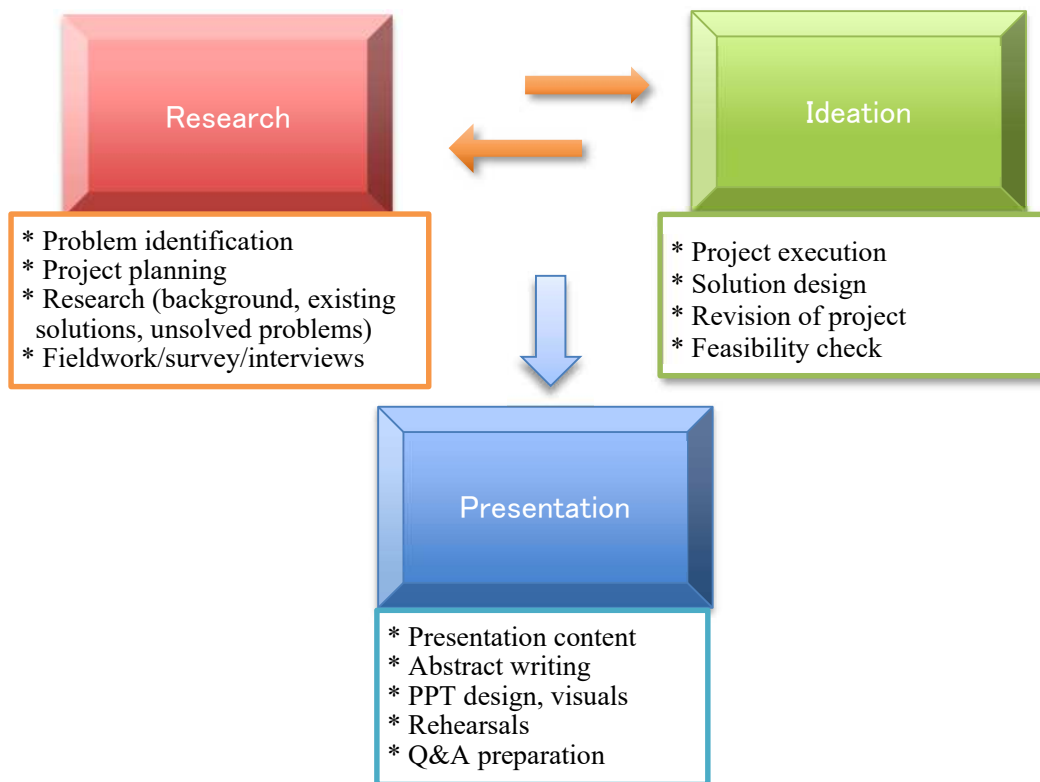 Research
* Problem identification
* Project planning
* Research (background, existing
solutions, unsolved problems)
* Fieldwork/survey/interviews
Ideation
* Project execution
* Solution design
* Revision of project
* Feasibility check
Presentation
* Presentation content
* Abstract writing
* PPT design, visuals
* Rehearsals
* Q&A preparation